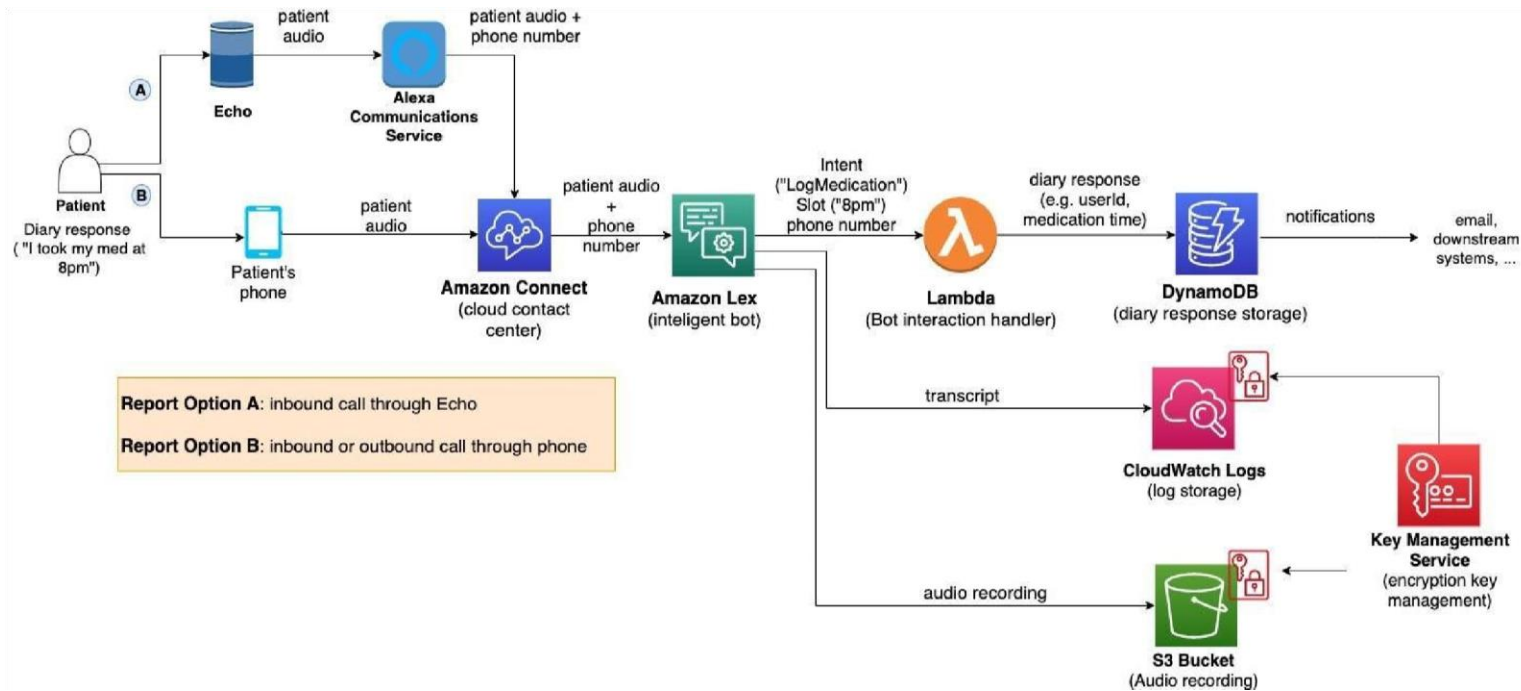 patient
audio
patient audio +
phone number
A
Echo
Alexa
Communications
Service
B
Patient
Diary response
( "I took my med at
8pm")
patient
audio
Patient's
phone
Amazon Connect
(cloud contact
center)
patient audio
+
phone
number
Amazon Lex
(inteligent bot)
Intent
("LogMedication")
Slot ("8pm")
phone number
Lambda
(Bot interaction handler)
diary response
(e.g. userId,
medication time)
DynamoDB
(diary response storage)
notifications
email,
downstream
systems, ...
Report Option A: inbound call through Echo
Report Option B: inbound or outbound call through phone
transcript
CloudWatch Logs
(log storage)
Key Management
Service
(encryption key
management)
audio recording
S3 Bucket
(Audio recording)